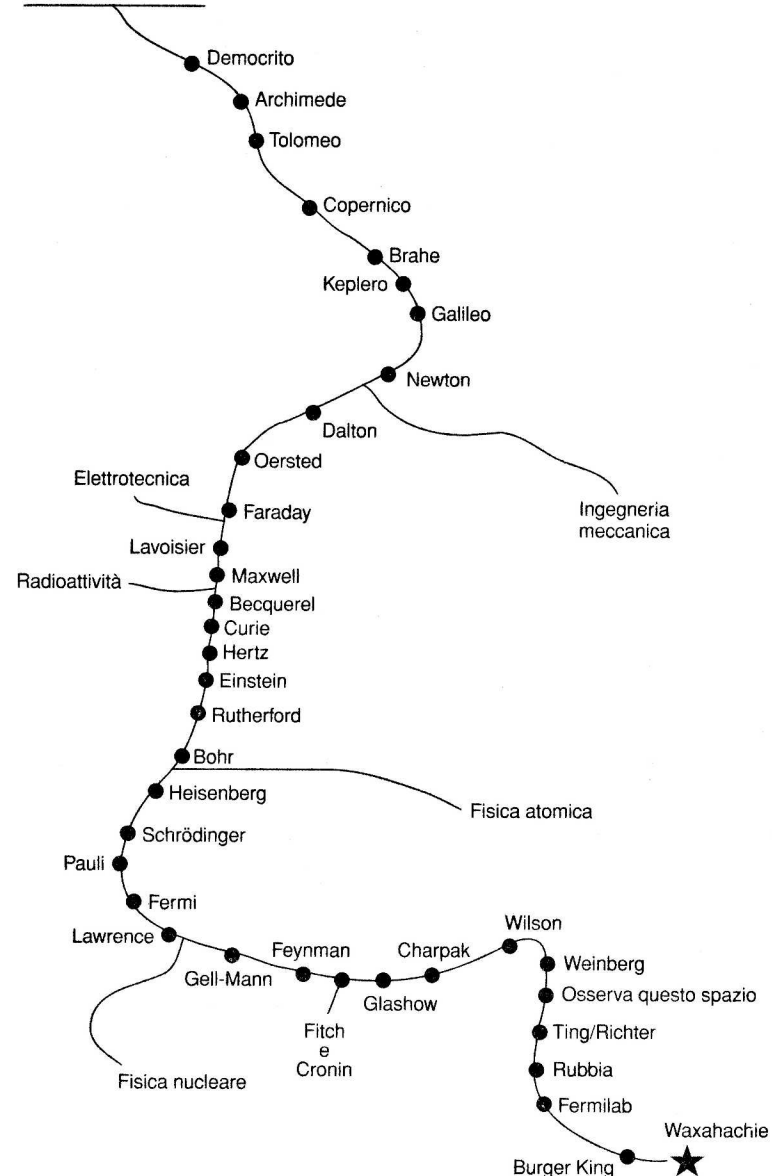 Democrito
Archimede
Tolomeo
Copernico
Brahe
Keplero
Galileo
Newton
Dalton
Oersted
Elettrotecnica
Faraday
Ingegneria
meccanica
Lavoisier
Radioattività
Maxwell
Becquerel
Curie
Hertz
Einstein
Rutherford
Bohr
Heisenberg
Fisica atomica
Schrödinger
Pauli
Fermi
Lawrence
Gell-Mann
Feynman
Fitch
e
Cronin
Glashow
Charpak
Wilson
Weinberg
Osserva questo spazio
Ting/Richter
Rubbia
Fisica nucleare
Fermilab
Waxahachie
Burger King